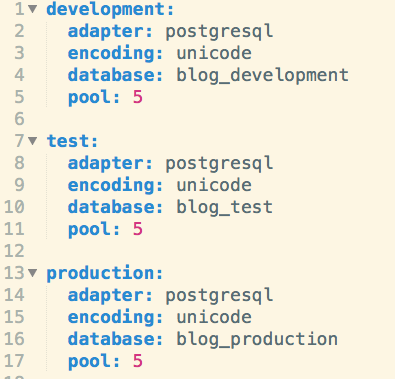 1 development:
2   adapter: postgresql
3   encoding: unicode
4   database: blog_development
5   pool: 5
6
7 test:
8   adapter: postgresql
9   encoding: unicode
10   database: blog_test
11   pool: 5
12
13 production:
14   adapter: postgresql
15   encoding: unicode
16   database: blog_production
17   pool: 5